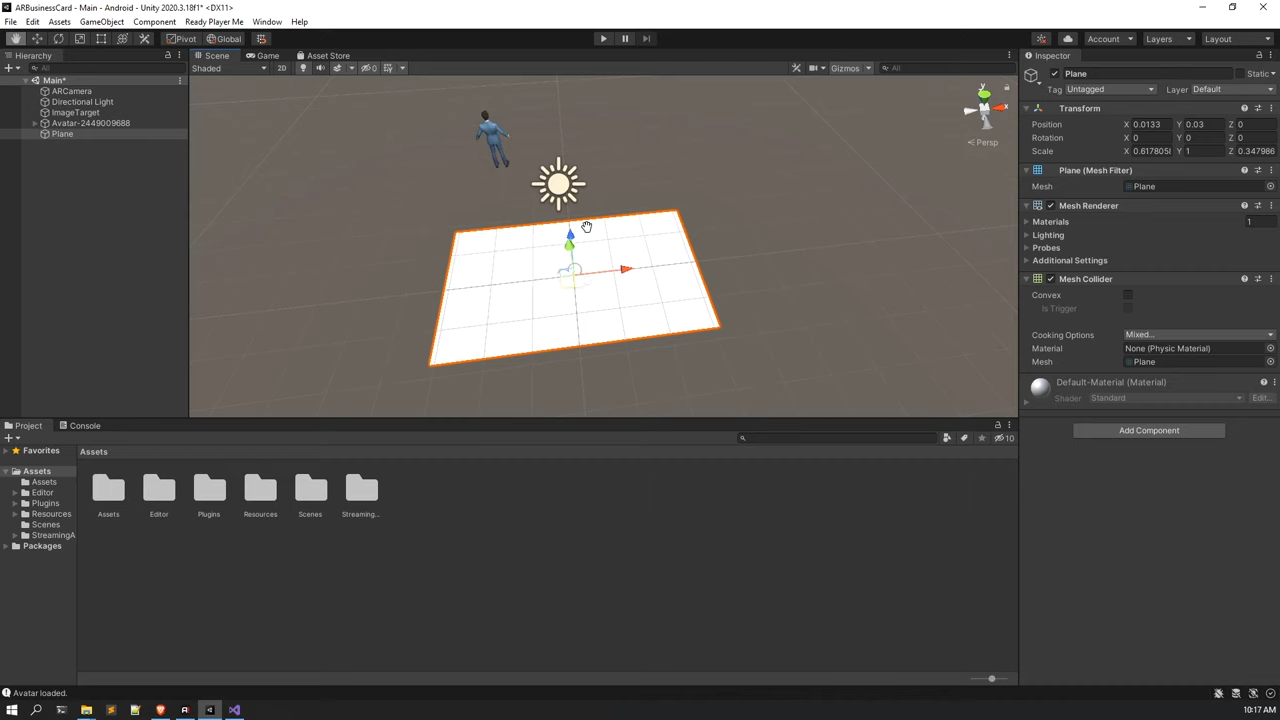 ARBusinessCard - Main - Android - Unity 2020.3.18f1* <DX11>
File Edit Assets GameObject Component Ready Player Me Window Help
Pivot Global Account Layers Layout
Hierarchy Scene Game Asset Store Inspector
All Shaded 2D Gizmos All
Plane Static
Tag Untagged Layer Default
Main*
ARCamera
Directional Light
ImageTarget
Avatar-2449009688
Plane
y
x
Persp
Transform
Position X 0.0133 Y 0.03 Z 0
Rotation X 0 Y 0 Z 0
Scale X 0.617805 Y 1 Z 0.347986
Plane (Mesh Filter)
Mesh Plane
Mesh Renderer
Materials 1
Lighting
Probes
Additional Settings
Mesh Collider
Convex
Is Trigger
Cooking Options Mixed...
Material None (Physic Material)
Mesh Plane
Default-Material (Material)
Shader Standard Edit...
Add Component
Project Console
10
Favorites
Assets
Assets
Editor
Plugins
Resources
Scenes
StreamingA
Packages
Assets
Assets Editor Plugins Resources Scenes Streaming...
Avatar loaded.
10:17 AM